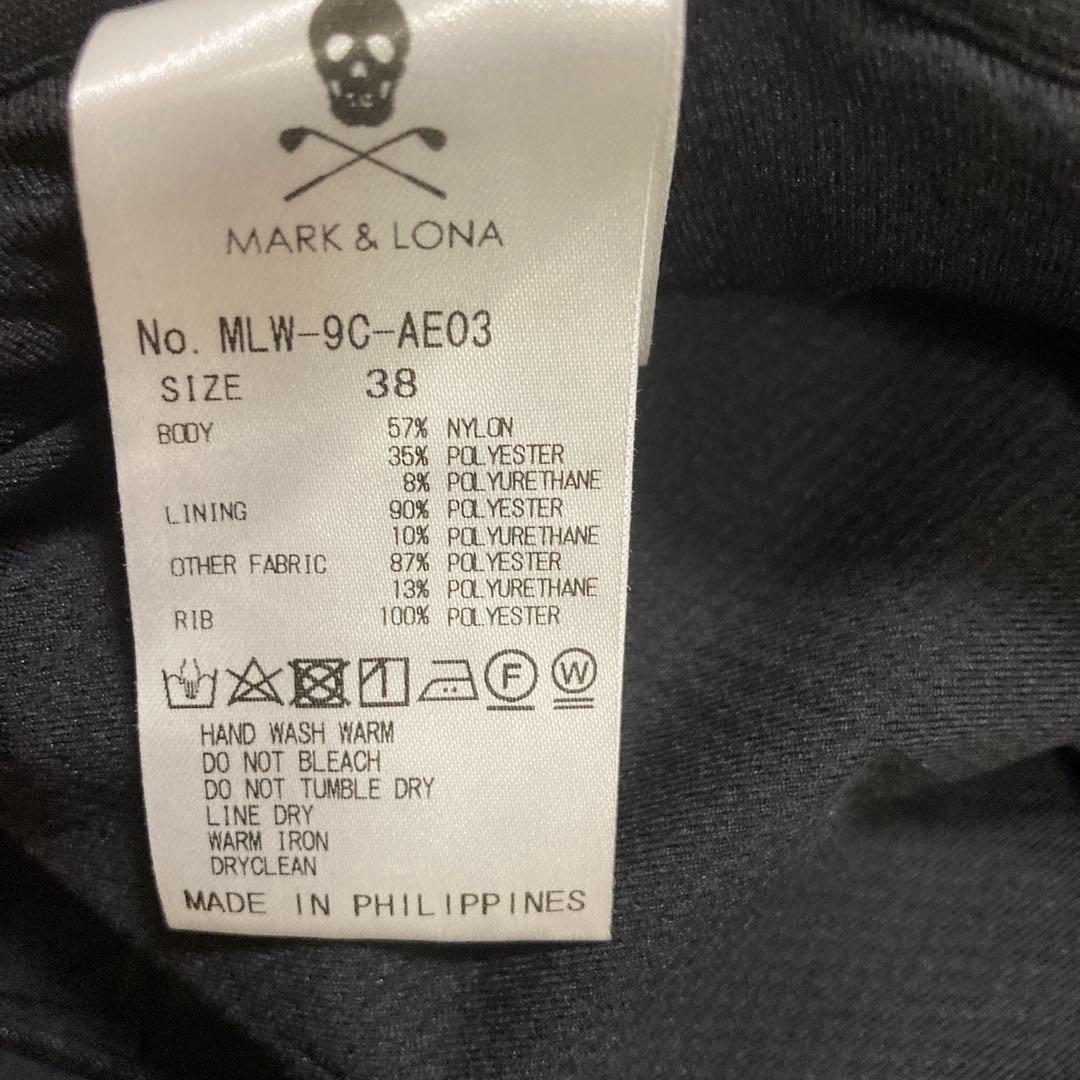 MARK & LONA
No. MLW-9C-AE03
SIZE 38
BODY 57% NYLON
35% POLYESTER
8% POLYURETHANE
LINING 90% POLYESTER
10% POLYURETHANE
OTHER FABRIC 87% POLYESTER
13% POLYURETHANE
RIB 100% POLYESTER
F W
HAND WASH WARM
DO NOT BLEACH
DO NOT TUMBLE DRY
LINE DRY
WARM IRON
DRYCLEAN
MADE IN PHILIPPINES